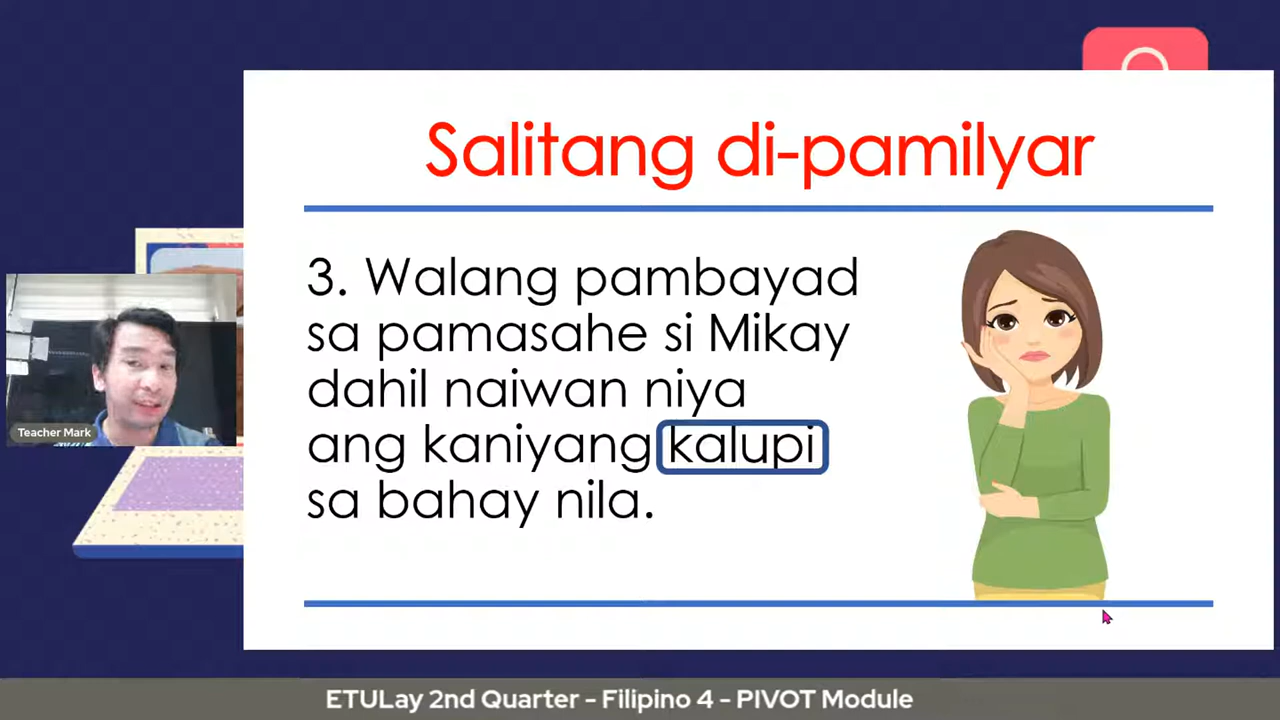 Salitang di-pamilyar
3. Walang pambayad
sa pamasahe si Mikay
dahil naiwan niya
ang kaniyang kalupi
sa bahay nila.
Teacher Mark
ETULay 2nd Quarter - Filipino 4 - PIVOT Module